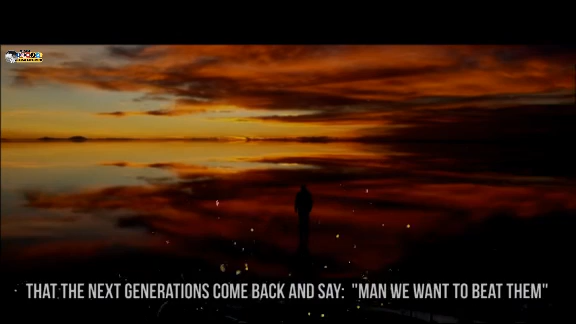 THAT THE NEXT GENERATIONS COME BACK AND SAY: "MAN WE WANT TO BEAT THEM"